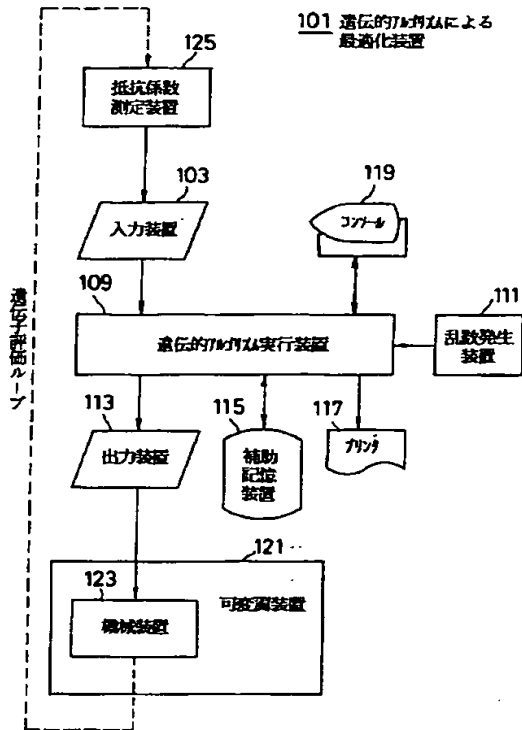 101 遺伝的アルゴリズムによる
最適化装置
125
抵抗係数
測定装置
103
入力装置
119
コンソール
109
遺伝的アルゴリズム実行装置
111
乱数発生
装置
遺伝子評価ループ
113
出力装置
115
補助
記憶
装置
117
プリンタ
121
可変翼装置
123
機械装置